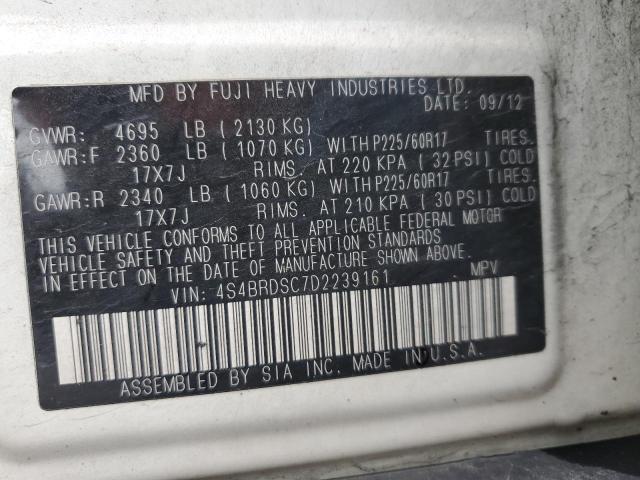 MFD BY FUJI HEAVY INDUSTRIES LTD.
DATE: 09/12
GVWR: 4695 LB ( 2130 KG)
GAWR:F 2360 LB ( 1070 KG) WITH P225/60R17 TIRES.
17X7J RIMS. AT 220 KPA ( 32 PSI) COLD
GAWR:R 2340 LB ( 1060 KG) WITH P225/60R17 TIRES.
17X7J RIMS. AT 210 KPA ( 30 PSI) COLD
THIS VEHICLE CONFORMS TO ALL APPLICABLE FEDERAL MOTOR
VEHICLE SAFETY AND THEFT PREVENTION STANDARDS
IN EFFECT ON THE DATE OF MANUFACTURE SHOWN ABOVE.
VIN: 4S4BRDSC7D2239161 MPV
ASSEMBLED BY SIA INC. MADE IN U.S.A.